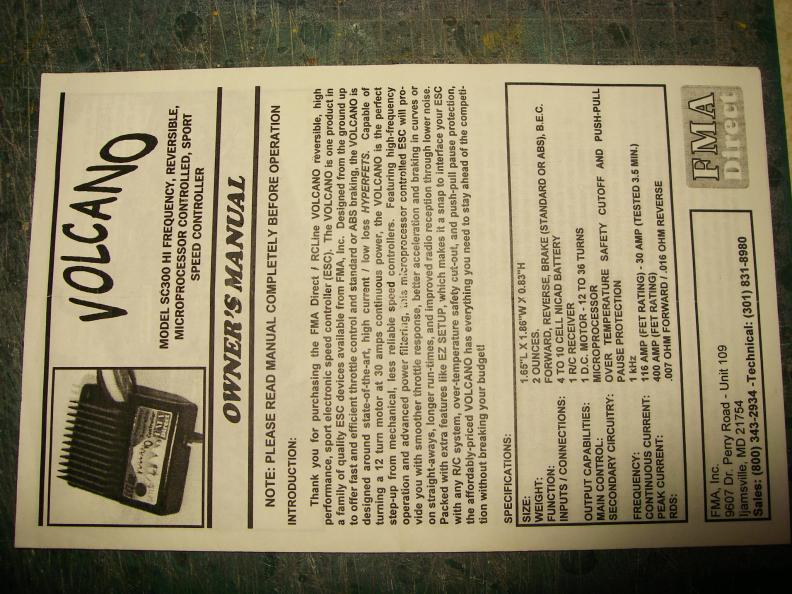 VOLCANO
MODEL SC300 HI FREQUENCY, REVERSIBLE,
MICROPROCESSOR CONTROLLED, SPORT
SPEED CONTROLLER
OWNER'S MANUAL
NOTE: PLEASE READ MANUAL COMPLETELY BEFORE OPERATION
INTRODUCTION:
Thank you for purchasing the FMA Direct / RCLine VOLCANO reversible, high
performance, sport electronic speed controller (ESC). The VOLCANO is one product in
a family of quality ESC devices available from FMA, Inc. Designed from the ground up
to offer fast and efficient throttle control and standard or ABS braking, the VOLCANO is
designed around state-of-the-art, high current / low loss HYPERFETS. Capable of
turning a 12 turn motor at 30 amps continuous power, the VOLCANO is the perfect
step-up from mechanical, less reliable speed controllers. Featuring high-frequency
operation and advanced power filtering, this microprocessor controlled ESC will pro-
vide you with smoother throttle response, better acceleration and braking in curves or
on straight-aways, longer run-times, and improved radio reception through lower noise.
Packed with extra features like EZ SETUP, which makes it a snap to interface your ESC
with any R/C system, over-temperature safety cut-out, and push-pull pause protection,
the affordably-priced VOLCANO has everything you need to stay ahead of the competi-
tion without breaking your budget!
SPECIFICATIONS:
SIZE: 1.65"L X 1.86"W X 0.83"H
WEIGHT: 2 OUNCES.
FUNCTION: FORWARD, REVERSE, BRAKE (STANDARD OR ABS), B.E.C.
INPUTS / CONNECTIONS: 4 TO 10 CELL NICAD BATTERY
1 R/C RECEIVER
OUTPUT CAPABILITIES: 1 D.C. MOTOR - 12 TO 36 TURNS
MAIN CONTROL: MICROPROCESSOR
SECONDARY CIRCUITRY: OVER TEMPERATURE SAFETY CUTOFF AND PUSH-PULL
PAUSE PROTECTION
FREQUENCY: 1 kHz
CONTINUOUS CURRENT: 16 AMP (FET RATING) - 30 AMP (TESTED 3.5 MIN.)
PEAK CURRENT: 400 AMP (FET RATING)
RDS: .007 OHM FORWARD / .016 OHM REVERSE
FMA, Inc.
9607 Dr. Perry Road - Unit 109
Ijamsville, MD 21754
Sales: (800) 343-2934 -Technical: (301) 831-8980
FMA
Direct